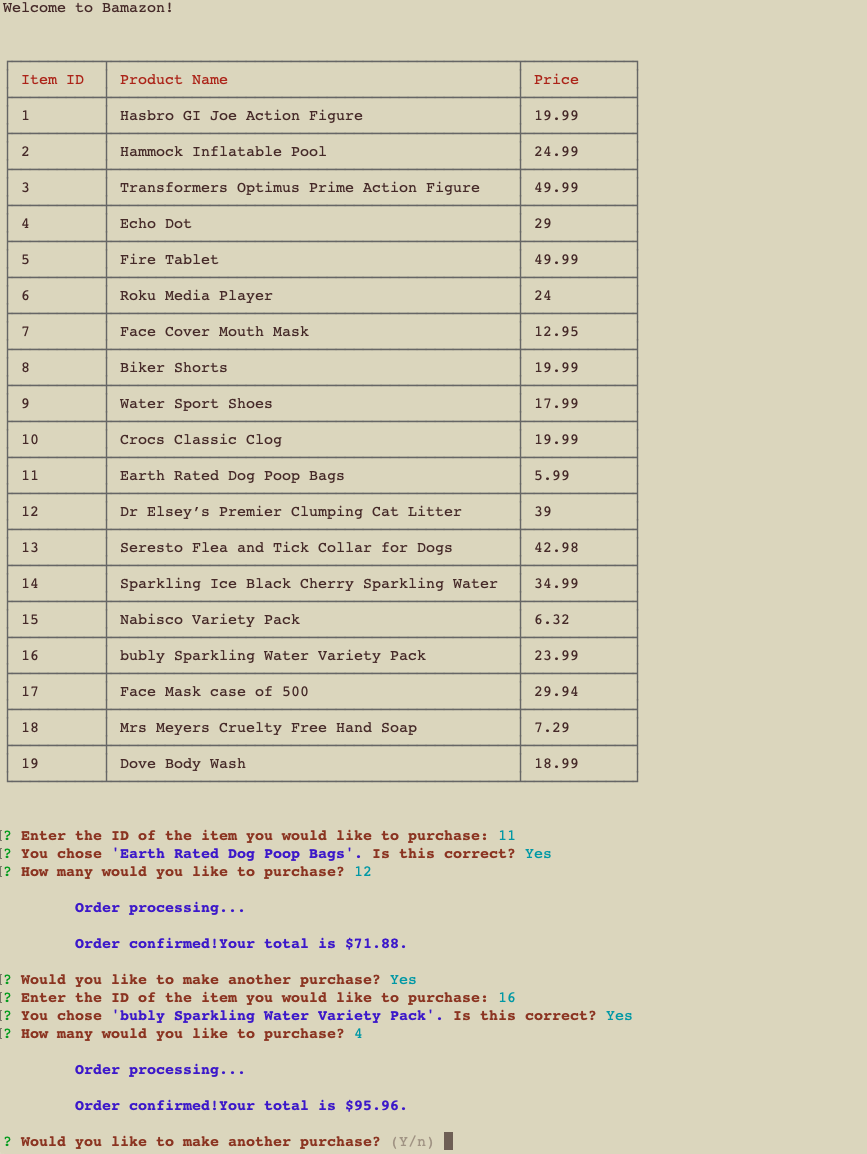 Welcome to Bamazon!
Item ID Product Name Price
1 Hasbro GI Joe Action Figure 19.99
2 Hammock Inflatable Pool 24.99
3 Transformers Optimus Prime Action Figure 49.99
4 Echo Dot 29
5 Fire Tablet 49.99
6 Roku Media Player 24
7 Face Cover Mouth Mask 12.95
8 Biker Shorts 19.99
9 Water Sport Shoes 17.99
10 Crocs Classic Clog 19.99
11 Earth Rated Dog Poop Bags 5.99
12 Dr Elsey’s Premier Clumping Cat Litter 39
13 Seresto Flea and Tick Collar for Dogs 42.98
14 Sparkling Ice Black Cherry Sparkling Water 34.99
15 Nabisco Variety Pack 6.32
16 bubly Sparkling Water Variety Pack 23.99
17 Face Mask case of 500 29.94
18 Mrs Meyers Cruelty Free Hand Soap 7.29
19 Dove Body Wash 18.99
[? Enter the ID of the item you would like to purchase: 11
[? You chose 'Earth Rated Dog Poop Bags'. Is this correct? Yes
[? How many would you like to purchase? 12
Order processing...
Order confirmed!Your total is $71.88.
[? Would you like to make another purchase? Yes
[? Enter the ID of the item you would like to purchase: 16
[? You chose 'bubly Sparkling Water Variety Pack'. Is this correct? Yes
[? How many would you like to purchase? 4
Order processing...
Order confirmed!Your total is $95.96.
? Would you like to make another purchase? (Y/n)